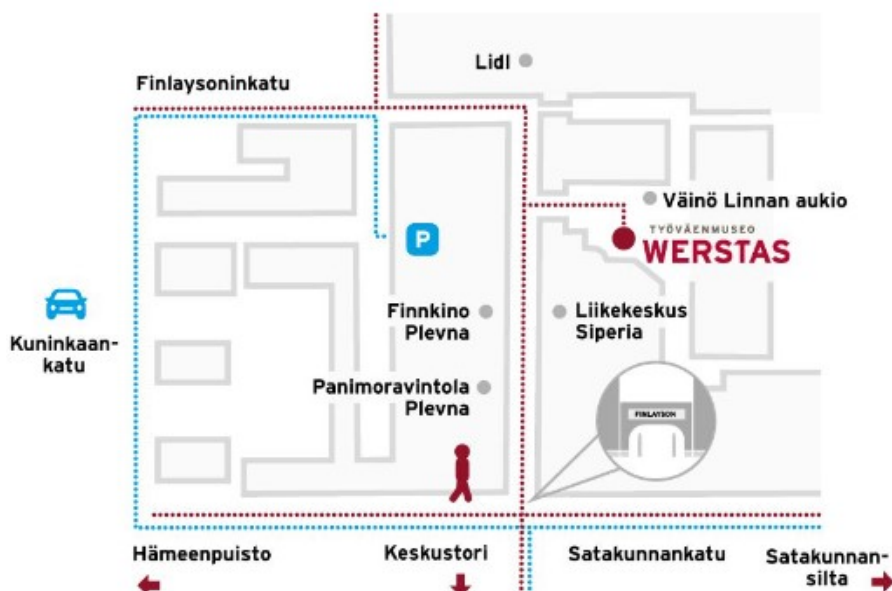 Lidl
Finlaysoninkatu
Väinö Linnan aukio
TYÖVÄENMUSEO
WERSTAS
P
Finnkino
Plevna
Liikekeskus
Siperia
Kuninkaan-
katu
Panimoravintola
Plevna
FINLAYSON
Hämeenpuisto
Keskustori
Satakunnankatu
Satakunnan-
silta